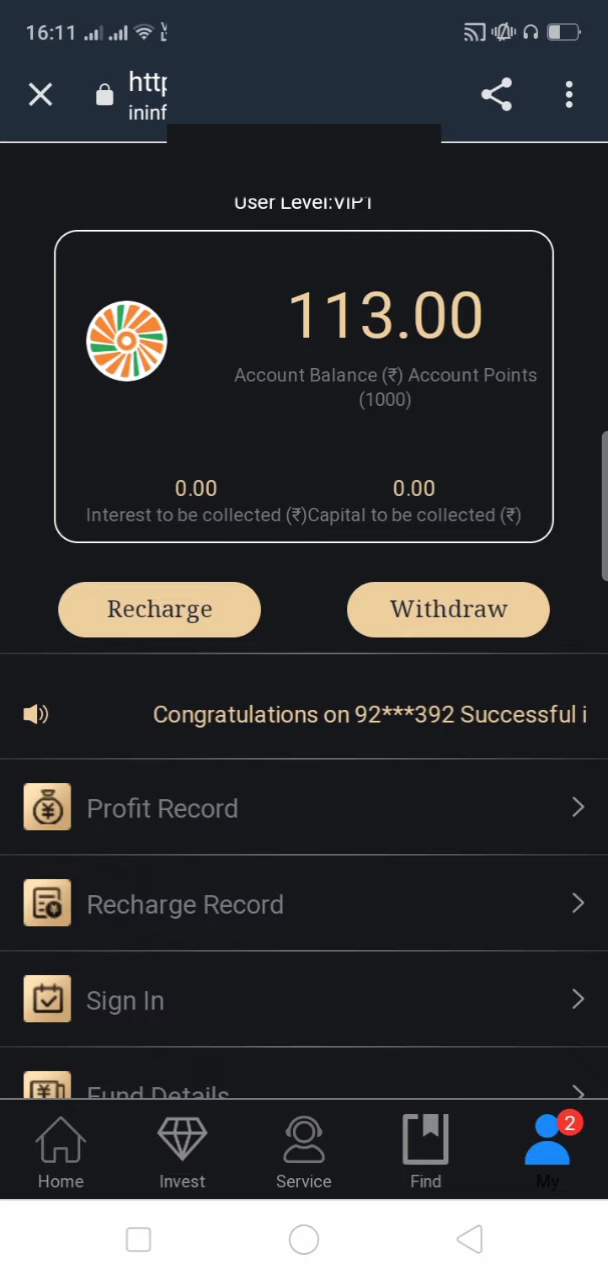 16:11
http
ininf
User Level:VIP1
113.00
Account Balance (₹) Account Points
(1000)
0.00
0.00
Interest to be collected (₹)
Capital to be collected (₹)
Recharge
Withdraw
Congratulations on 92***392 Successful i
Profit Record
Recharge Record
Sign In
Fund Details
2
Home
Invest
Service
Find
My